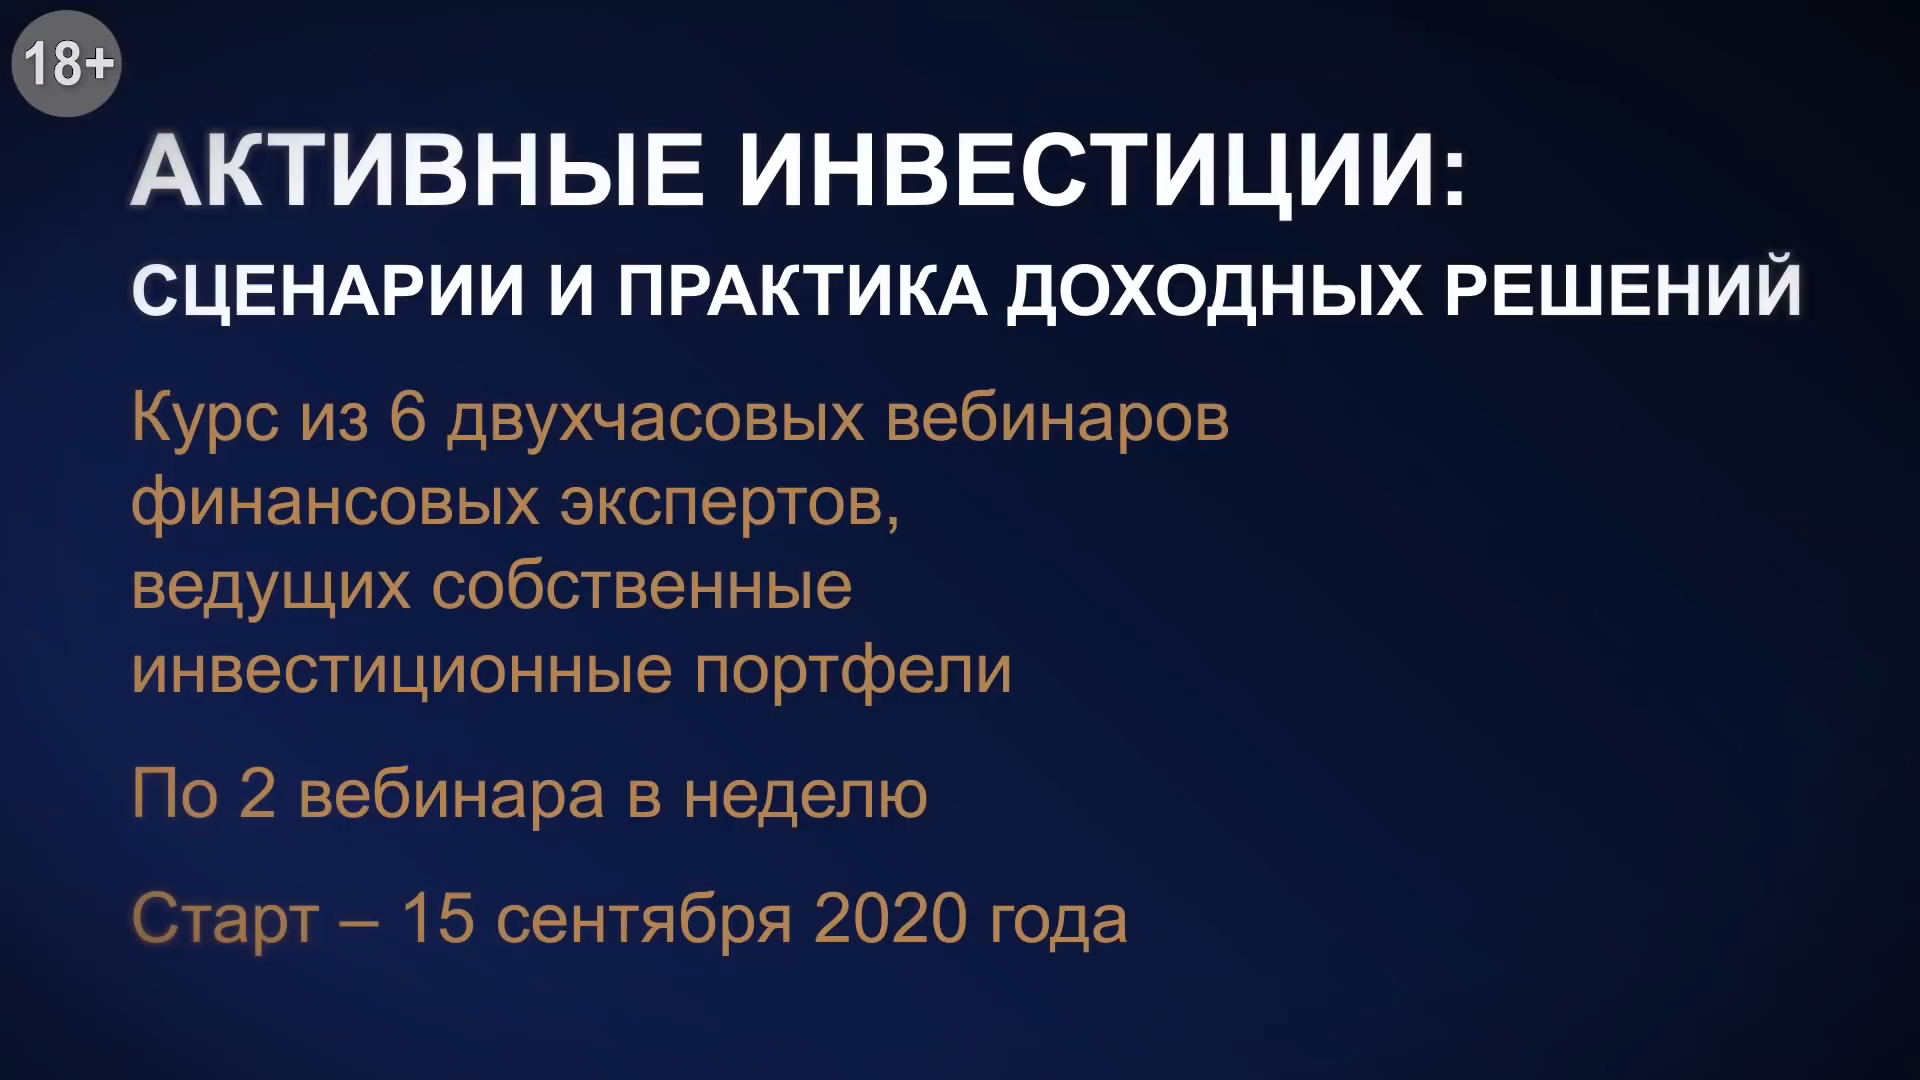 18+
АКТИВНЫЕ ИНВЕСТИЦИИ:
СЦЕНАРИИ И ПРАКТИКА ДОХОДНЫХ РЕШЕНИЙ
Курс из 6 двухчасовых вебинаров
финансовых экспертов,
ведущих собственные
инвестиционные портфели
По 2 вебинара в неделю
Старт – 15 сентября 2020 года